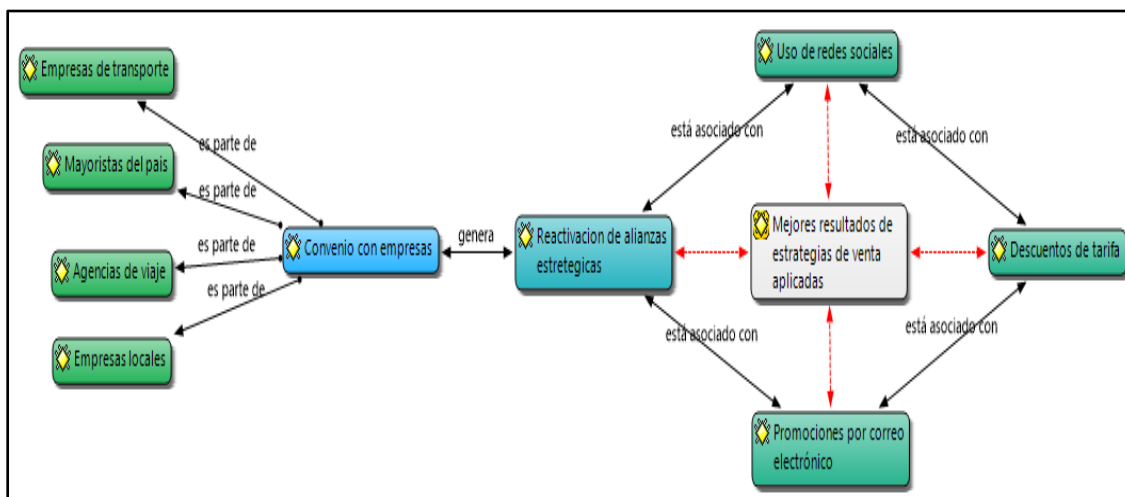 Empresas de transporte
Mayoristas del pais
Agencias de viaje
Empresas locales
es parte de
es parte de
es parte de
es parte de
Convenio con empresas
genera
Reactivacion de alianzas
estretegicas
Uso de redes sociales
está asociado con
está asociado con
Mejores resultados de
estrategias de venta
aplicadas
Descuentos de tarifa
está asociado con
está asociado con
Promociones por correo
electrónico